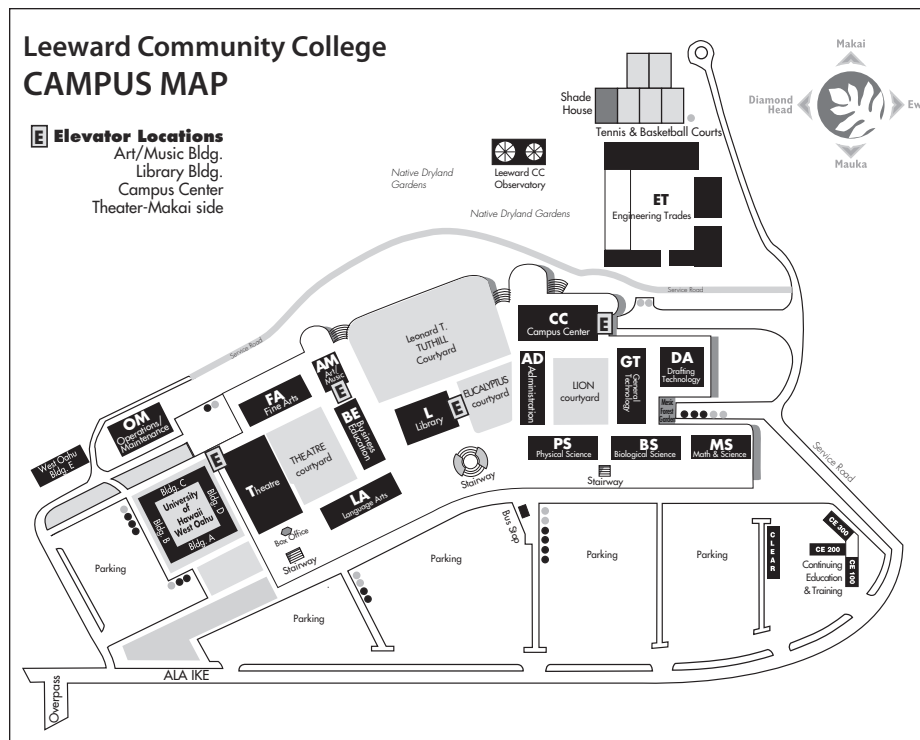 Leeward Community College
CAMPUS MAP
E Elevator Locations
Art/Music Bldg.
Library Bldg.
Campus Center
Theater-Makai side
Makai
Diamond
Head
Ew
Mauka
Shade
House
Tennis & Basketball Courts
Leeward CC
Observatory
Native Dryland
Gardens
Native Dryland Gardens
ET
Engineering Trades
Service Road
Service Road
Service Road
CC
Campus Center
E
Leonard T.
TUTHILL
Courtyard
AM
Art/
Music
E
FA
Fine Arts
OM
Operations/
Maintenance
West Oahu
Bldg. E
E
BE
Business
Education
L
Library
E
EUCALYPTUS
courtyard
AD
Administration
LION
courtyard
GT
General
Technology
DA
Drafting
Technology
Mesic
Forest
Garden
PS
Physical Science
BS
Biological Science
MS
Math & Science
THEATRE
courtyard
Theatre
LA
Language Arts
Bldg. C
Bldg. D
Bldg. B
Bldg. A
University
of
Hawaii
West Oahu
Box Office
Stairway
Stairway
Stairway
Bus Stop
Parking
Parking
Parking
Parking
Parking
CLEAR
CE 300
CE 200
CE 100
Continuing
Education
& Training
ALA IKE
Overpass